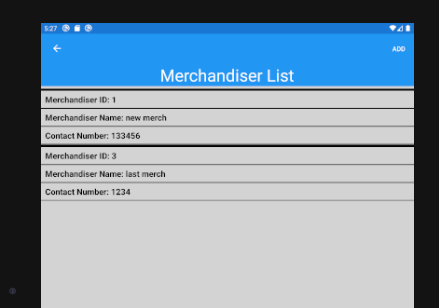 5:27
ADD
Merchandiser List
Merchandiser ID: 1
Merchandiser Name: new merch
Contact Number: 133456
Merchandiser ID: 3
Merchandiser Name: last merch
Contact Number: 1234